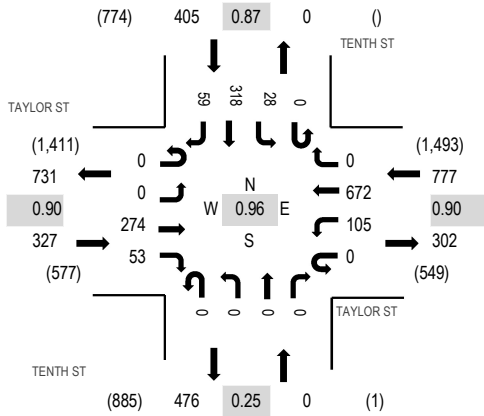 (774) 405 0.87 0 ()
TENTH ST
59 318 28 0
TAYLOR ST
(1,411) 0 0 (1,493)
731 777
0 672
N
0.90 W 0.96 E 0.90
274 105
S
327 302
53 0
(577) (549)
0 0 0 0
TAYLOR ST
TENTH ST
(885) 476 0.25 0 (1)